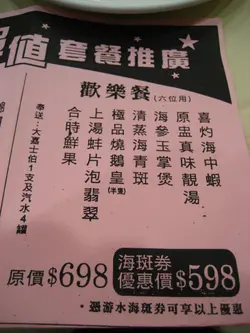 值 套餐推廣
歡樂餐(六位用)
喜灼海中蝦
原盅真味靚湯
海參玉掌煲
清蒸海青斑
極品燒鵝皇(半隻)
上湯蚌片泡翡翠
合時鮮果
奉送：大嘉士伯1支及汽水4罐
原價$698
海斑券
優惠價$598
游水海斑券可享以上優惠